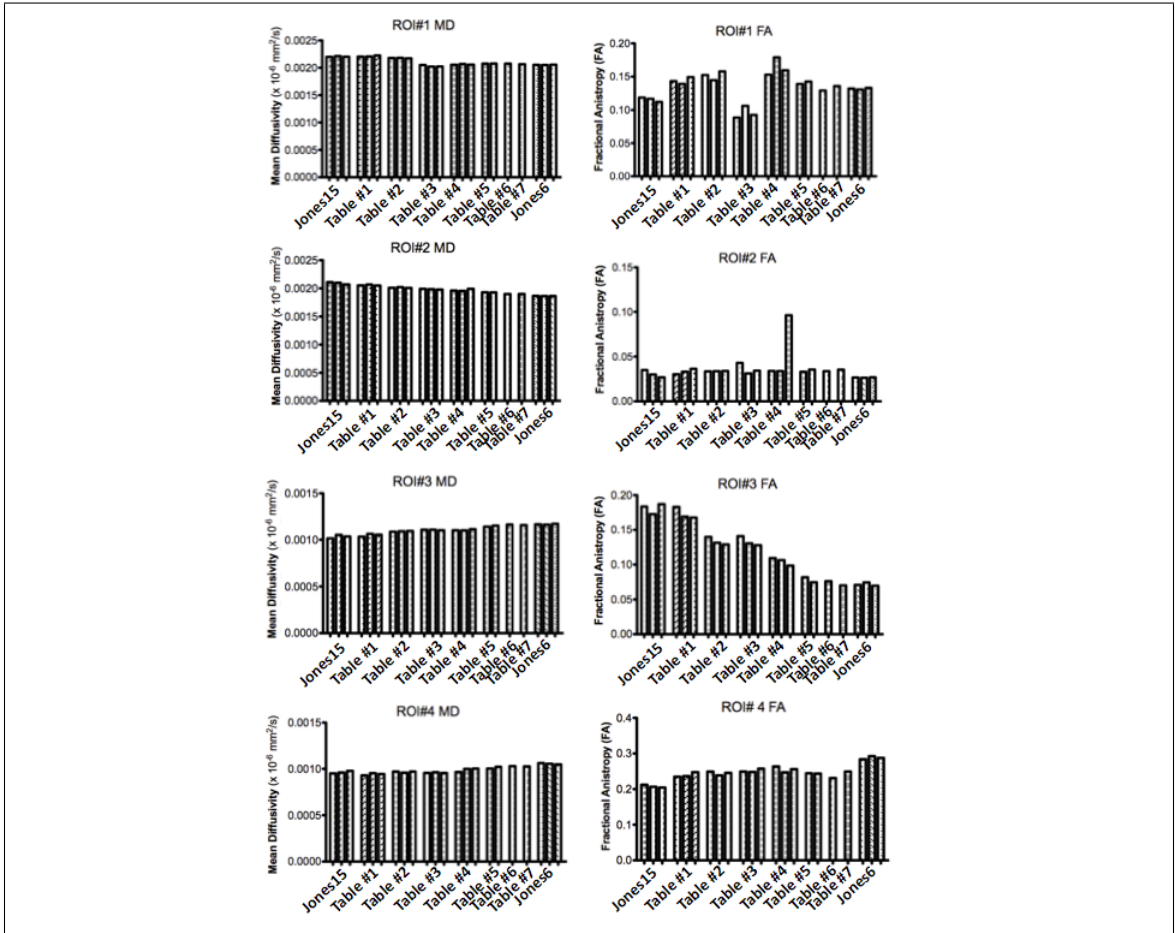 ROI#1 MD
Mean Diffusivity (x 10-6 mm2/s)
0.0025
0.0020
0.0015
0.0010
0.0005
0.0000
Jones15 Table #1 Table #2 Table #3 Table #4 Table #5 Table #6 Table #7 Jones6
ROI#1 FA
Fractional Anistropy (FA)
0.20
0.15
0.10
0.05
0.00
Jones15 Table #1 Table #2 Table #3 Table #4 Table #5 Table #6 Table #7 Jones6
ROI#2 MD
Mean Diffusivity (x 10-6 mm2/s)
0.0025
0.0020
0.0015
0.0010
0.0005
0.0000
Jones15 Table #1 Table #2 Table #3 Table #4 Table #5 Table #6 Table #7 Jones6
ROI#2 FA
Fractional Anistropy (FA)
0.15
0.10
0.05
0.00
Jones15 Table #1 Table #2 Table #3 Table #4 Table #5 Table #6 Table #7 Jones6
ROI#3 MD
Mean Diffusivity (x 10-6 mm2/s)
0.0015
0.0010
0.0005
0.0000
Jones15 Table #1 Table #2 Table #3 Table #4 Table #5 Table #6 Table #7 Jones6
ROI#3 FA
Fractional Anistropy (FA)
0.20
0.15
0.10
0.05
0.00
Jones15 Table #1 Table #2 Table #3 Table #4 Table #5 Table #6 Table #7 Jones6
ROI#4 MD
Mean Diffusivity (x 10-6 mm2/s)
0.0015
0.0010
0.0005
0.0000
Jones15 Table #1 Table #2 Table #3 Table #4 Table #5 Table #6 Table #7 Jones6
ROI# 4 FA
Fractional Anistropy (FA)
0.4
0.3
0.2
0.1
0.0
Jones15 Table #1 Table #2 Table #3 Table #4 Table #5 Table #6 Table #7 Jones6